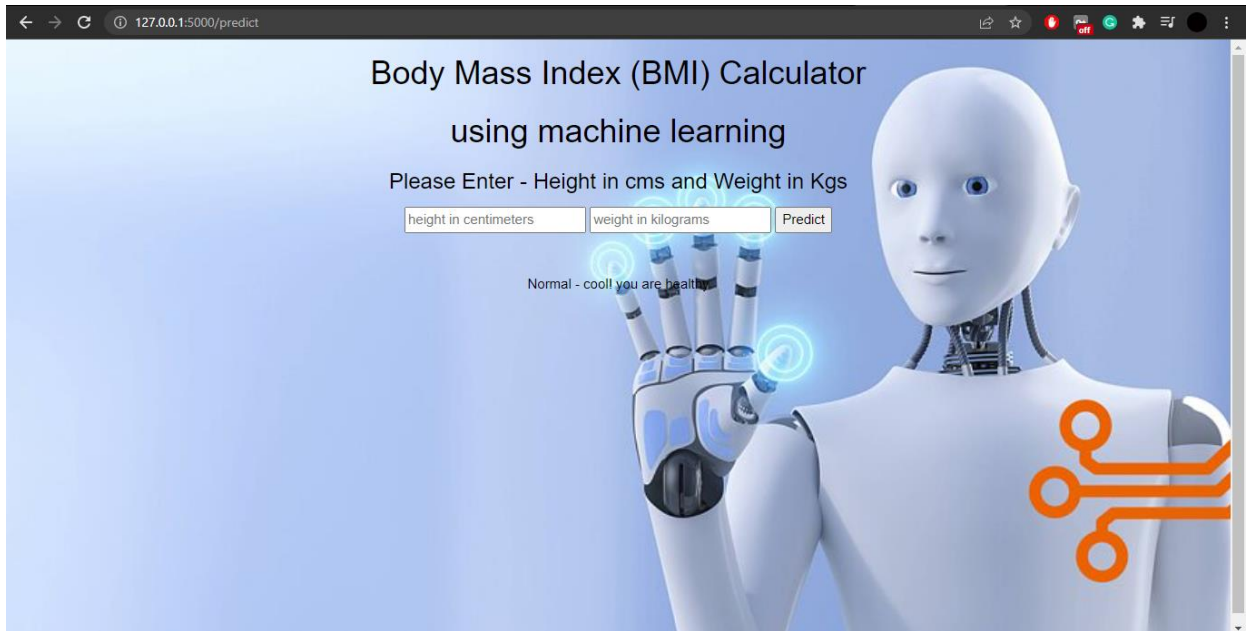 127.0.0.1:5000/predict
off
Body Mass Index (BMI) Calculator
using machine learning
Please Enter - Height in cms and Weight in Kgs
height in centimeters weight in kilograms Predict
Normal - cool! you are healthy.